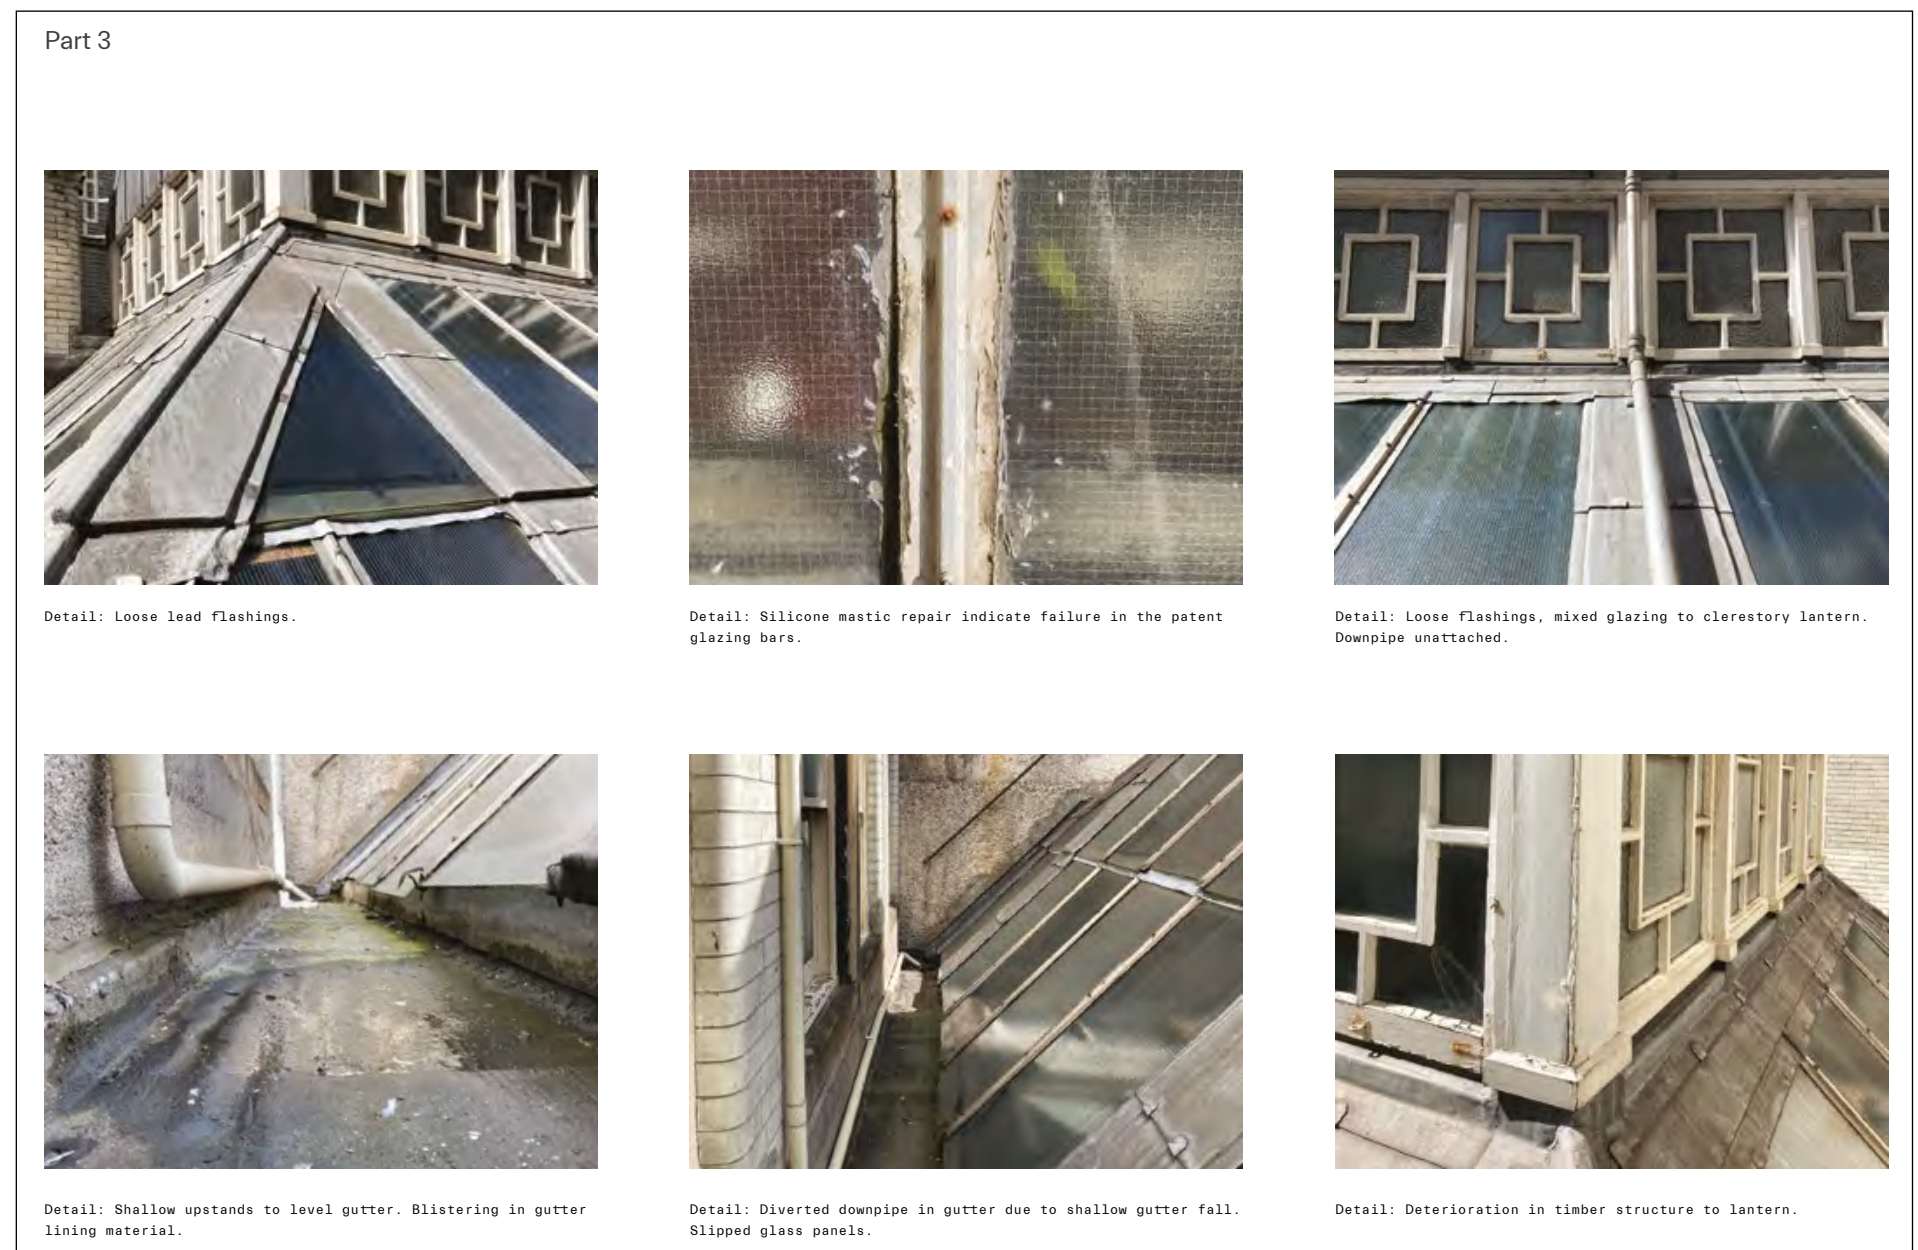 Part 3
Detail: Loose lead flashings.
Detail: Silicone mastic repair indicate failure in the patent
glazing bars.
Detail: Loose flashings, mixed glazing to clerestory lantern.
Downpipe unattached.
Detail: Shallow upstands to level gutter. Blistering in gutter
lining material.
Detail: Diverted downpipe in gutter due to shallow gutter fall.
Slipped glass panels.
Detail: Deterioration in timber structure to lantern.